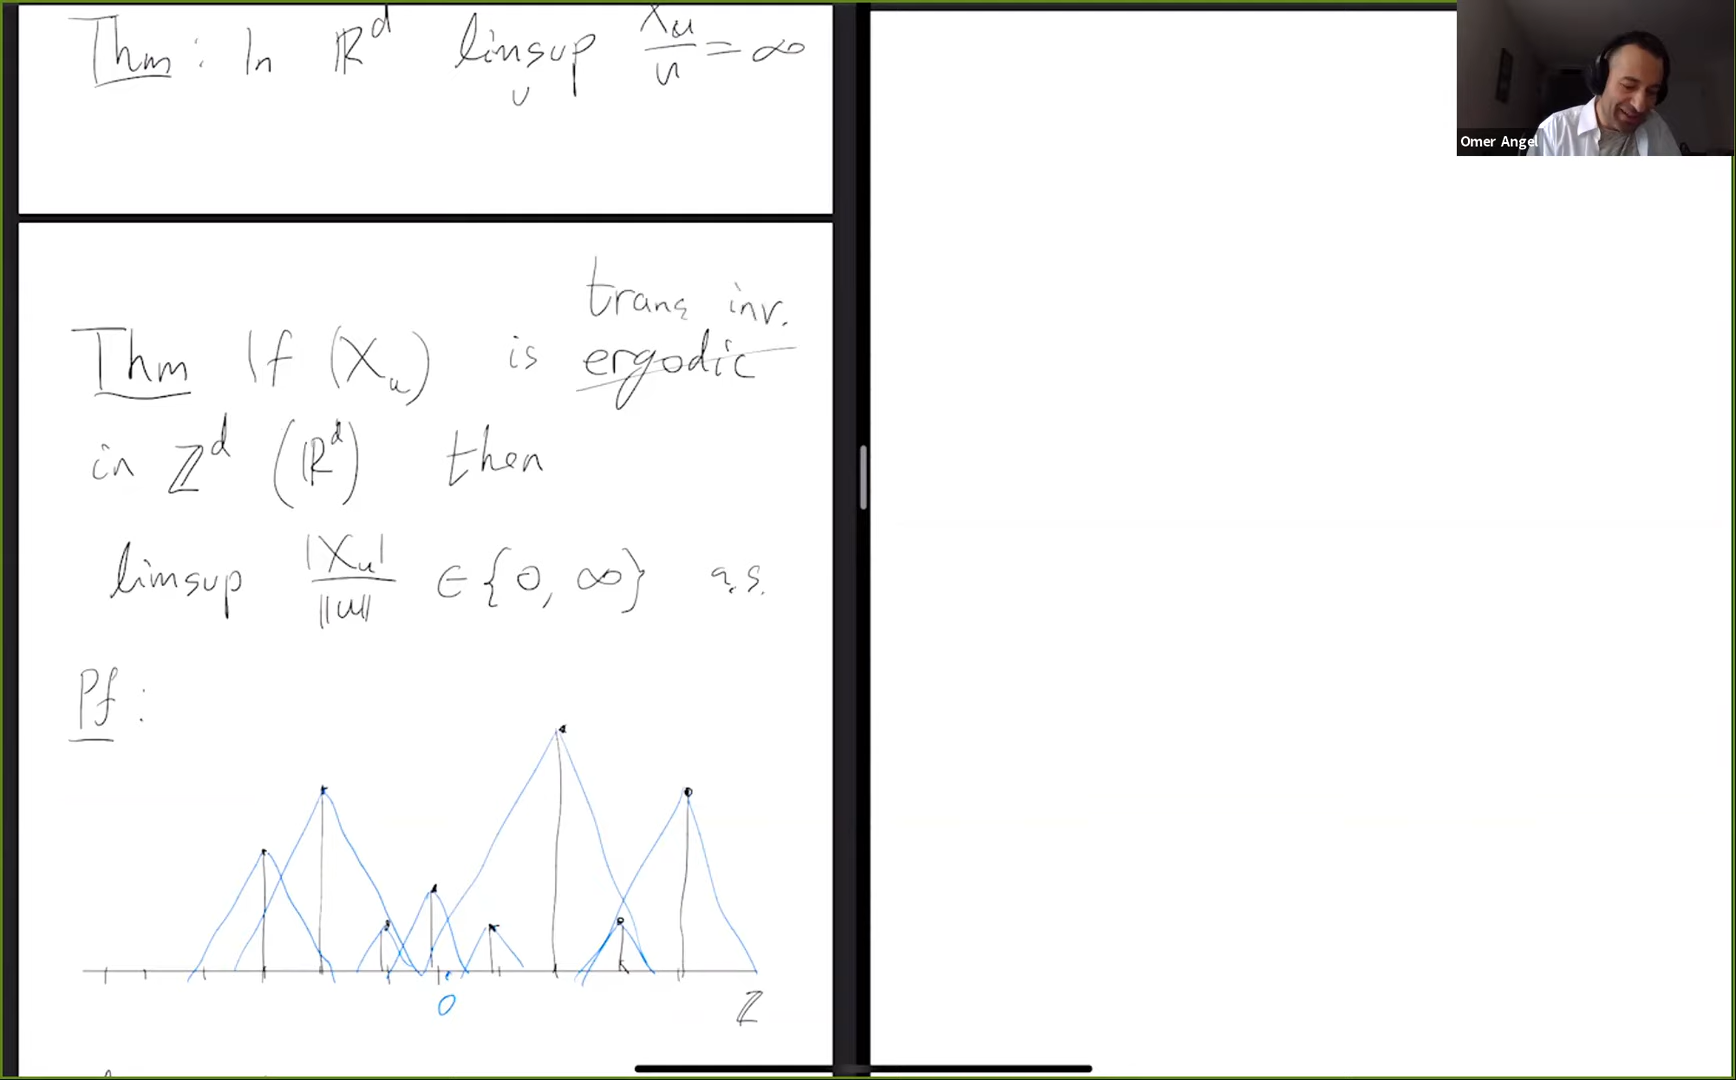 Thm : In ℝ^d limsup_u X_u/u = ∞
trans inv.
Thm If (X_u) is ergodic
in ℤ^d (ℝ^d) then
limsup |X_u|/‖u‖ ∈ {0, ∞} a.s.
Pf :
0
ℤ
Omer Angel